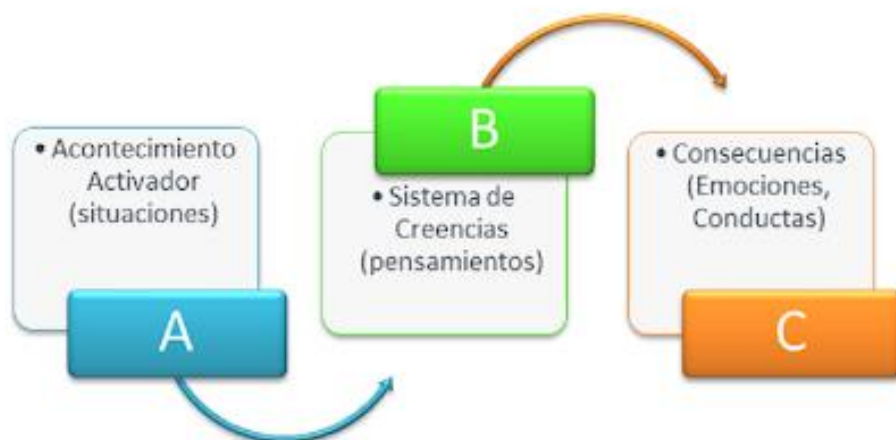 • Acontecimiento
Activador
(situaciones)
A
B
• Sistema de
Creencias
(pensamientos)
• Consecuencias
(Emociones,
Conductas)
C